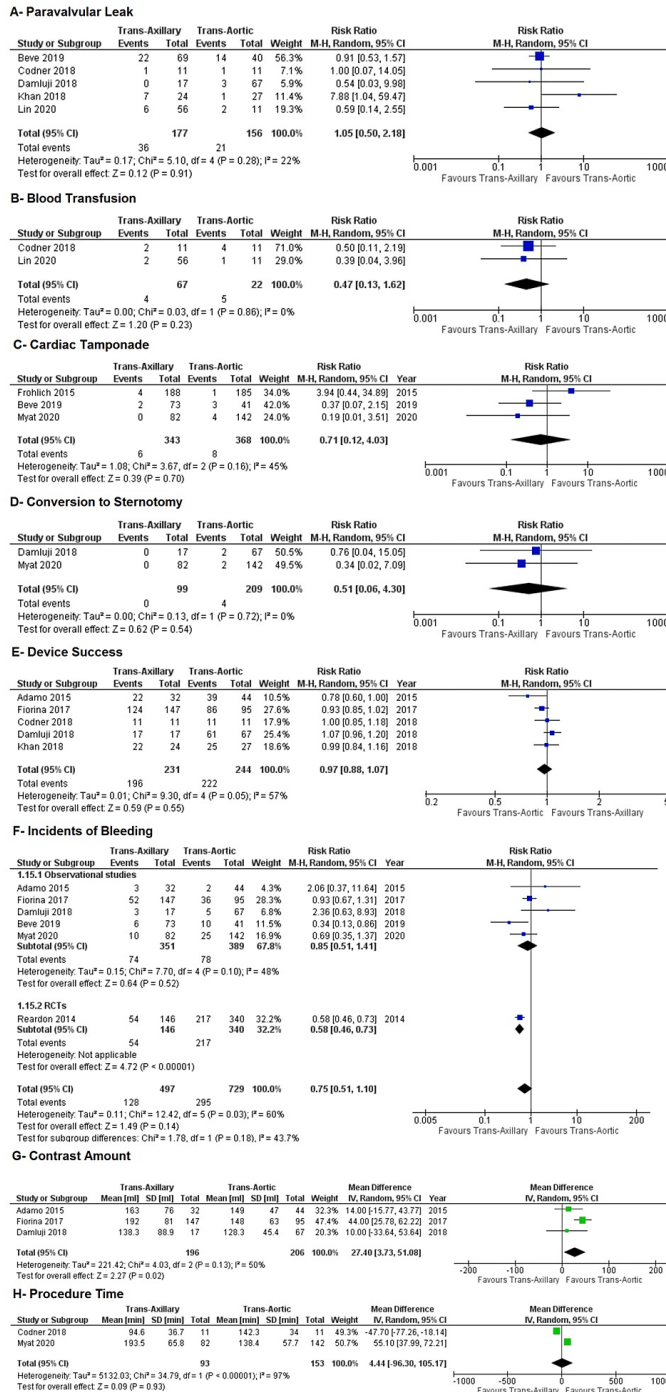 A- Paravalvular Leak
Trans-Axillary Trans-Aortic Risk Ratio Risk Ratio
Study or Subgroup Events Total Events Total Weight M-H, Random, 95% CI M-H, Random, 95% CI
Beve 2019 22 69 14 40 56.3% 0.91 [0.53, 1.57]
Codner 2018 1 11 1 11 7.1% 1.00 [0.07, 14.05]
Damluji 2018 0 17 3 67 5.8% 0.54 [0.03, 9.98]
Khan 2018 7 24 1 27 11.4% 7.88 [1.04, 59.47]
Lin 2020 6 56 2 11 19.4% 0.59 [0.14, 2.55]
Total (95% CI) 177 156 100.0% 1.05 [0.50, 2.18]
Total events 36 21
Heterogeneity: Tau² = 0.17; Chi² = 5.10, df = 4 (P = 0.28); I² = 22%
Test for overall effect: Z = 0.12 (P = 0.91)
0.001 0.1 1 10 1000
Favours Trans-Axillary Favours Trans-Aortic
B- Blood Transfusion
Trans-Axillary Trans-Aortic Risk Ratio Risk Ratio
Study or Subgroup Events Total Events Total Weight M-H, Random, 95% CI M-H, Random, 95% CI
Codner 2018 2 11 4 11 71.0% 0.50 [0.11, 2.19]
Lin 2020 2 56 1 11 29.0% 0.39 [0.04, 3.96]
Total (95% CI) 67 22 100.0% 0.47 [0.13, 1.62]
Total events 4 5
Heterogeneity: Tau² = 0.00; Chi² = 0.03, df = 1 (P = 0.86); I² = 0%
Test for overall effect: Z = 1.20 (P = 0.23)
0.001 0.1 1 10 1000
Favours Trans-Axillary Favours Trans-Aortic
C- Cardiac Tamponade
Trans-Axillary Trans-Aortic Risk Ratio Risk Ratio
Study or Subgroup Events Total Events Total Weight M-H, Random, 95% CI Year M-H, Random, 95% CI
Frohlich 2015 4 188 1 185 34.0% 3.94 [0.44, 34.89] 2015
Beve 2019 2 73 3 41 42.0% 0.37 [0.07, 2.15] 2019
Myat 2020 0 82 4 142 24.0% 0.19 [0.01, 3.51] 2020
Total (95% CI) 343 368 100.0% 0.71 [0.12, 4.03]
Total events 6 8
Heterogeneity: Tau² = 1.08; Chi² = 3.67, df = 2 (P = 0.16); I² = 45%
Test for overall effect: Z = 0.39 (P = 0.70)
0.001 0.1 1 10 1000
Favours Trans-Axillary Favours Trans-Aortic
D- Conversion to Sternotomy
Trans-Axillary Trans-Aortic Risk Ratio Risk Ratio
Study or Subgroup Events Total Events Total Weight M-H, Random, 95% CI M-H, Random, 95% CI
Damluji 2018 0 17 2 67 50.5% 0.76 [0.04, 15.05]
Myat 2020 0 82 2 142 49.5% 0.34 [0.02, 7.09]
Total (95% CI) 99 209 100.0% 0.51 [0.06, 4.30]
Total events 0 4
Heterogeneity: Tau² = 0.00; Chi² = 0.13, df = 1 (P = 0.72); I² = 0%
Test for overall effect: Z = 0.62 (P = 0.54)
0.001 0.1 1 10 1000
Favours Trans-Axillary Favours Trans-Aortic
E- Device Success
Trans-Axillary Trans-Aortic Risk Ratio Risk Ratio
Study or Subgroup Events Total Events Total Weight M-H, Random, 95% CI Year M-H, Random, 95% CI
Adamo 2015 22 32 39 44 10.5% 0.78 [0.60, 1.00] 2015
Fiorina 2017 124 147 86 95 27.6% 0.93 [0.85, 1.02] 2017
Codner 2018 11 11 11 11 17.9% 1.00 [0.85, 1.18] 2018
Damluji 2018 17 17 61 67 25.4% 1.07 [0.96, 1.20] 2018
Khan 2018 22 24 25 27 18.6% 0.99 [0.84, 1.16] 2018
Total (95% CI) 231 244 100.0% 0.97 [0.88, 1.07]
Total events 196 222
Heterogeneity: Tau² = 0.01; Chi² = 9.30, df = 4 (P = 0.05); I² = 57%
Test for overall effect: Z = 0.59 (P = 0.55)
0.2 0.5 1 2 5
Favours Trans-Aortic Favours Trans-Axillary
F- Incidents of Bleeding
Trans-Axillary Trans-Aortic Risk Ratio Risk Ratio
Study or Subgroup Events Total Events Total Weight M-H, Random, 95% CI Year M-H, Random, 95% CI
1.15.1 Observational studies
Adamo 2015 3 32 2 44 4.3% 2.06 [0.37, 11.64] 2015
Fiorina 2017 52 147 36 95 28.3% 0.93 [0.67, 1.31] 2017
Damluji 2018 3 17 5 67 6.8% 2.36 [0.63, 8.93] 2018
Beve 2019 6 73 10 41 11.5% 0.34 [0.13, 0.86] 2019
Myat 2020 10 82 25 142 16.9% 0.69 [0.35, 1.37] 2020
Subtotal (95% CI) 351 389 67.8% 0.85 [0.51, 1.41]
Total events 74 78
Heterogeneity: Tau² = 0.15; Chi² = 7.70, df = 4 (P = 0.10); I² = 48%
Test for overall effect: Z = 0.64 (P = 0.52)
1.15.2 RCTs
Reardon 2014 54 146 217 340 32.2% 0.58 [0.46, 0.73] 2014
Subtotal (95% CI) 146 340 32.2% 0.58 [0.46, 0.73]
Total events 54 217
Heterogeneity: Not applicable
Test for overall effect: Z = 4.72 (P < 0.00001)
Total (95% CI) 497 729 100.0% 0.75 [0.51, 1.10]
Total events 128 295
Heterogeneity: Tau² = 0.11; Chi² = 12.42, df = 5 (P = 0.03); I² = 60%
Test for overall effect: Z = 1.49 (P = 0.14)
Test for subgroup differences: Chi² = 1.78, df = 1 (P = 0.18), I² = 43.7%
0.005 0.1 1 10 200
Favours Trans-Axillary Favours Trans-Aortic
G- Contrast Amount
Trans-Axillary Trans-Aortic Mean Difference Mean Difference
Study or Subgroup Mean [ml] SD [ml] Total Mean [ml] SD [ml] Total Weight IV, Random, 95% CI Year IV, Random, 95% CI
Adamo 2015 163 76 32 149 47 44 32.3% 14.00 [-15.77, 43.77] 2015
Fiorina 2017 192 81 147 148 63 95 47.4% 44.00 [25.78, 62.22] 2017
Damluji 2018 138.3 88.9 17 128.3 45.4 67 20.3% 10.00 [-33.64, 53.64] 2018
Total (95% CI) 196 206 100.0% 27.40 [3.73, 51.08]
Heterogeneity: Tau² = 221.42; Chi² = 4.03, df = 2 (P = 0.13); I² = 50%
Test for overall effect: Z = 2.27 (P = 0.02)
-200 -100 0 100 200
Favours Trans-Axillary Favours Trans-Aortic
H- Procedure Time
Trans-Axillary Trans-Aortic Mean Difference Mean Difference
Study or Subgroup Mean [ml] SD [ml] Total Mean [ml] SD [ml] Total Weight IV, Random, 95% CI IV, Random, 95% CI
Codner 2018 94.6 36.7 11 142.3 34 11 49.3% -47.70 [-77.26, -18.14]
Myat 2020 193.5 65.8 82 138.4 57.7 142 50.7% 55.10 [37.99, 72.21]
Total (95% CI) 93 153 100.0% 4.44 [-96.30, 105.17]
Heterogeneity: Tau² = 5132.03; Chi² = 34.79, df = 1 (P < 0.00001); I² = 97%
Test for overall effect: Z = 0.09 (P = 0.93)
-1000 -500 0 500 1000
Favours Trans-Axillary Favours Trans-Aortic